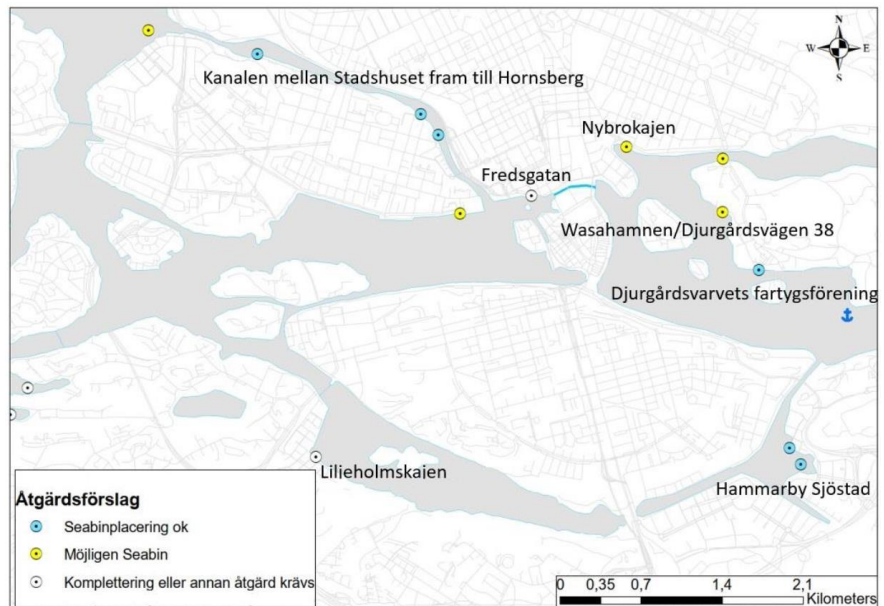 N
W E
S
Kanalen mellan Stadshuset fram till Hornsberg
Nybrokajen
Fredsgatan
Wasahamnen/Djurgårdsvägen 38
Djurgårdsvarvets fartygsförening
Lilieholmskajen
Hammarby Sjöstad
Åtgärdsförslag
Seabinplacering ok
Möjligen Seabin
Komplettering eller annan åtgärd krävs
0 0,35 0,7 1,4 2,1
Kilometers